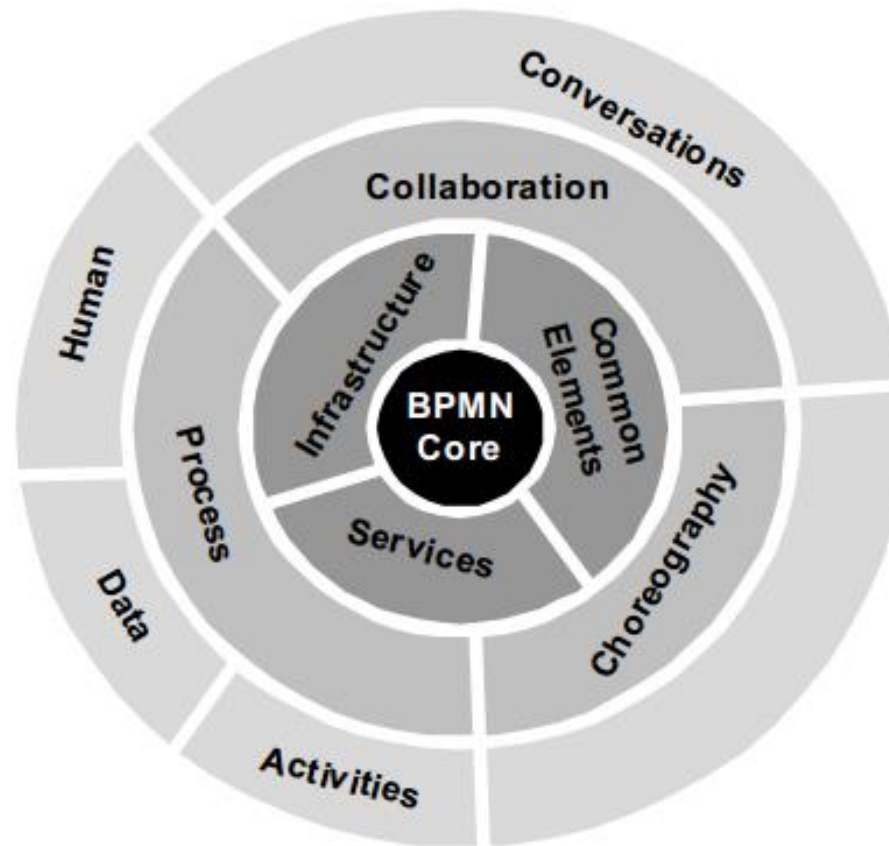 Conversations
Collaboration
Human
Infrastructure
Common
Elements
BPMN
Core
Process
Services
Choreography
Data
Activities